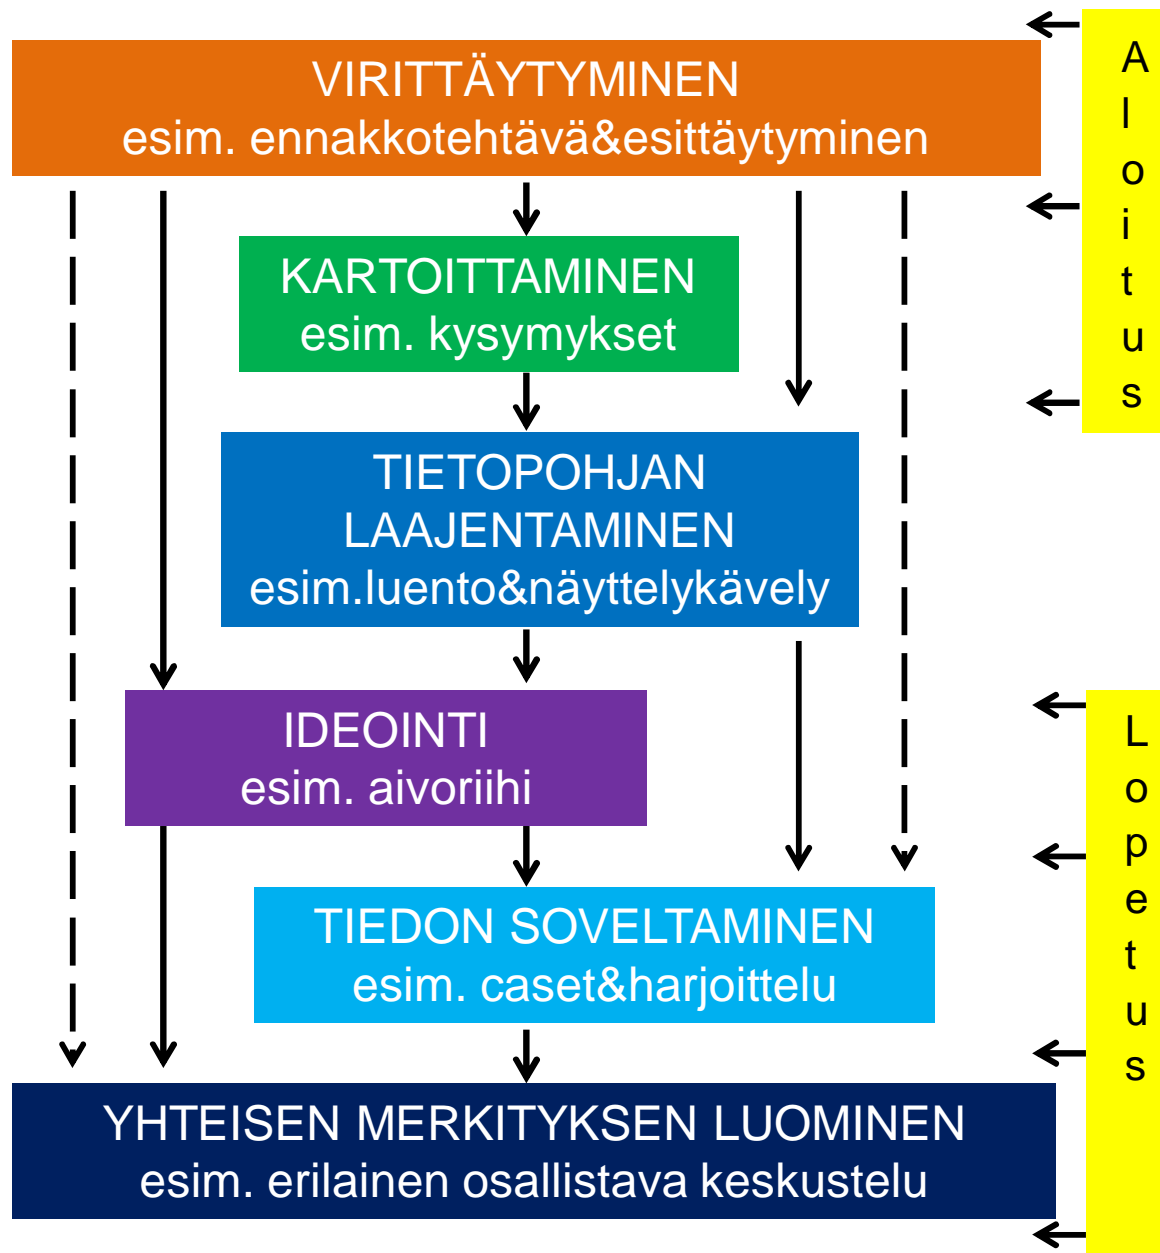 VIRITTÄYTYMINEN
esim. ennakkotehtävä&esittäytyminen
Aloitus
KARTOITTAMINEN
esim. kysymykset
TIETOPOHJAN
LAAJENTAMINEN
esim.luento&näyttelykävely
IDEOINTI
esim. aivoriihi
Lopetus
TIEDON SOVELTAMINEN
esim. caset&harjoittelu
YHTEISEN MERKITYKSEN LUOMINEN
esim. erilainen osallistava keskustelu